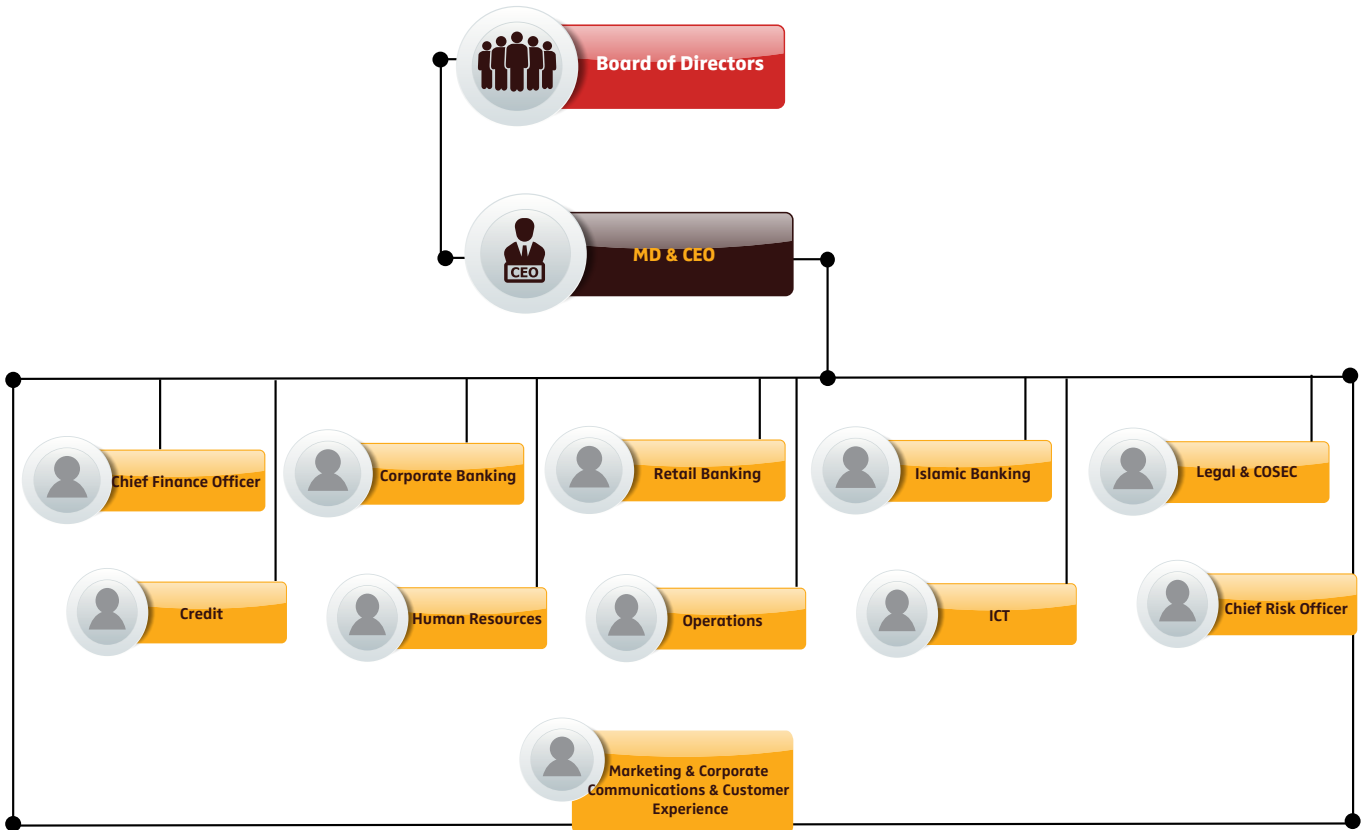 Board of Directors
CEO
MD & CEO
Chief Finance Officer
Corporate Banking
Retail Banking
Islamic Banking
Legal & COSEC
Credit
Human Resources
Operations
ICT
Chief Risk Officer
Marketing & Corporate
Communications & Customer
Experience